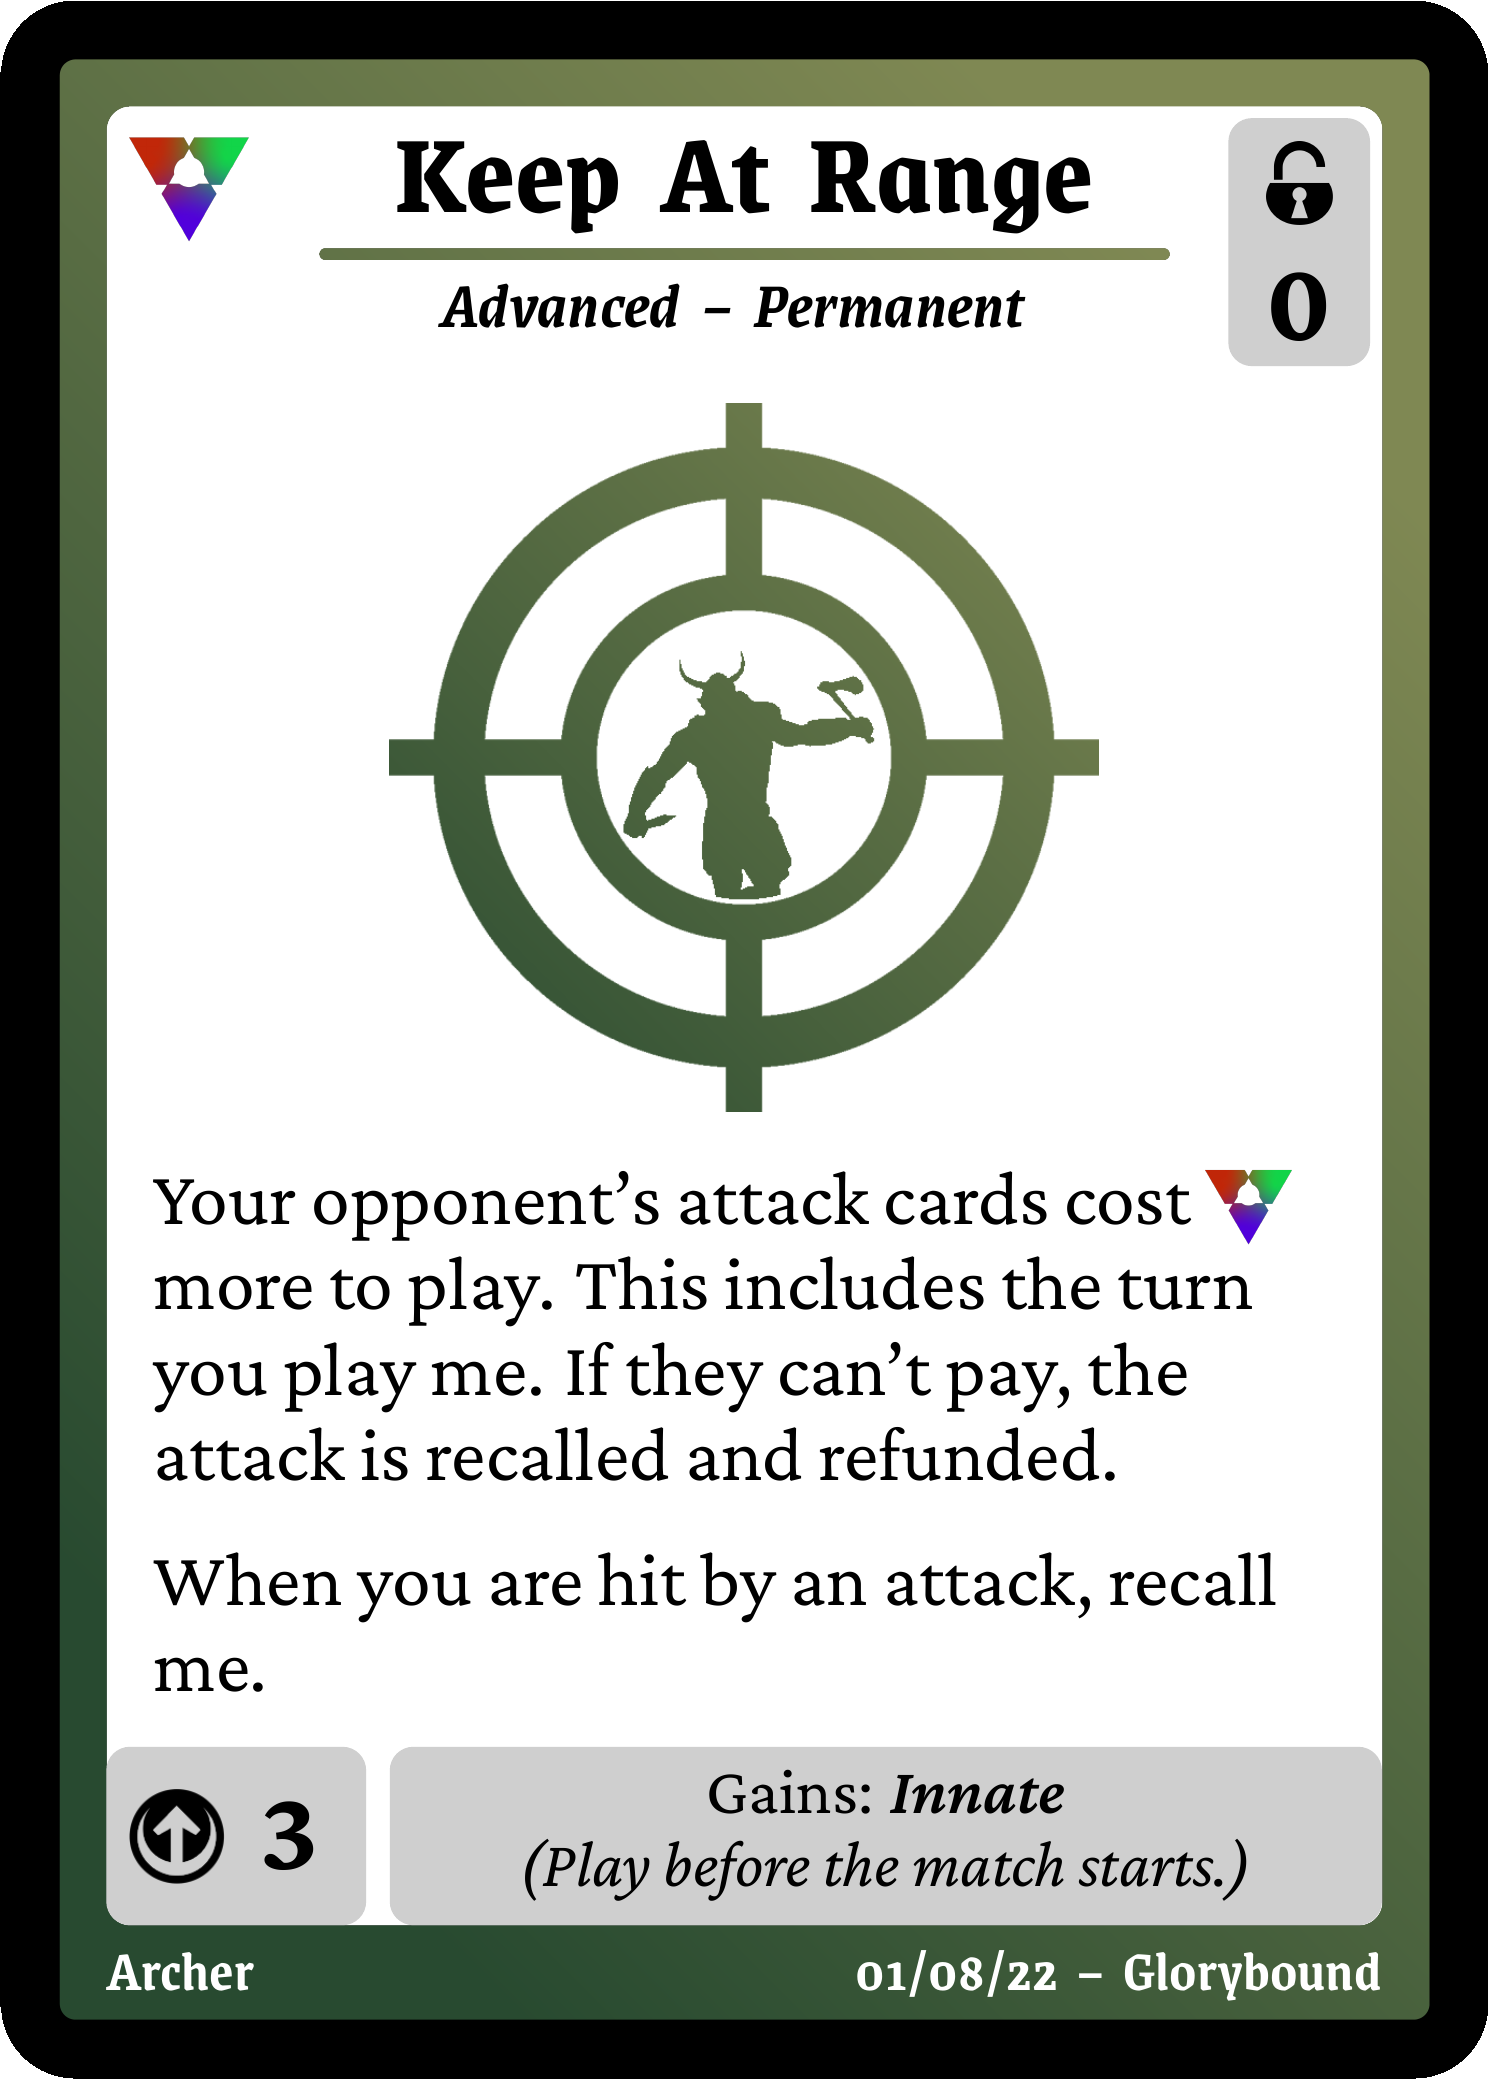 Keep At Range
0
Advanced – Permanent
Your opponent’s attack cards cost
more to play. This includes the turn
you play me. If they can’t pay, the
attack is recalled and refunded.
When you are hit by an attack, recall
me.
3
Gains: Innate
(Play before the match starts.)
Archer
01/08/22 – Glorybound